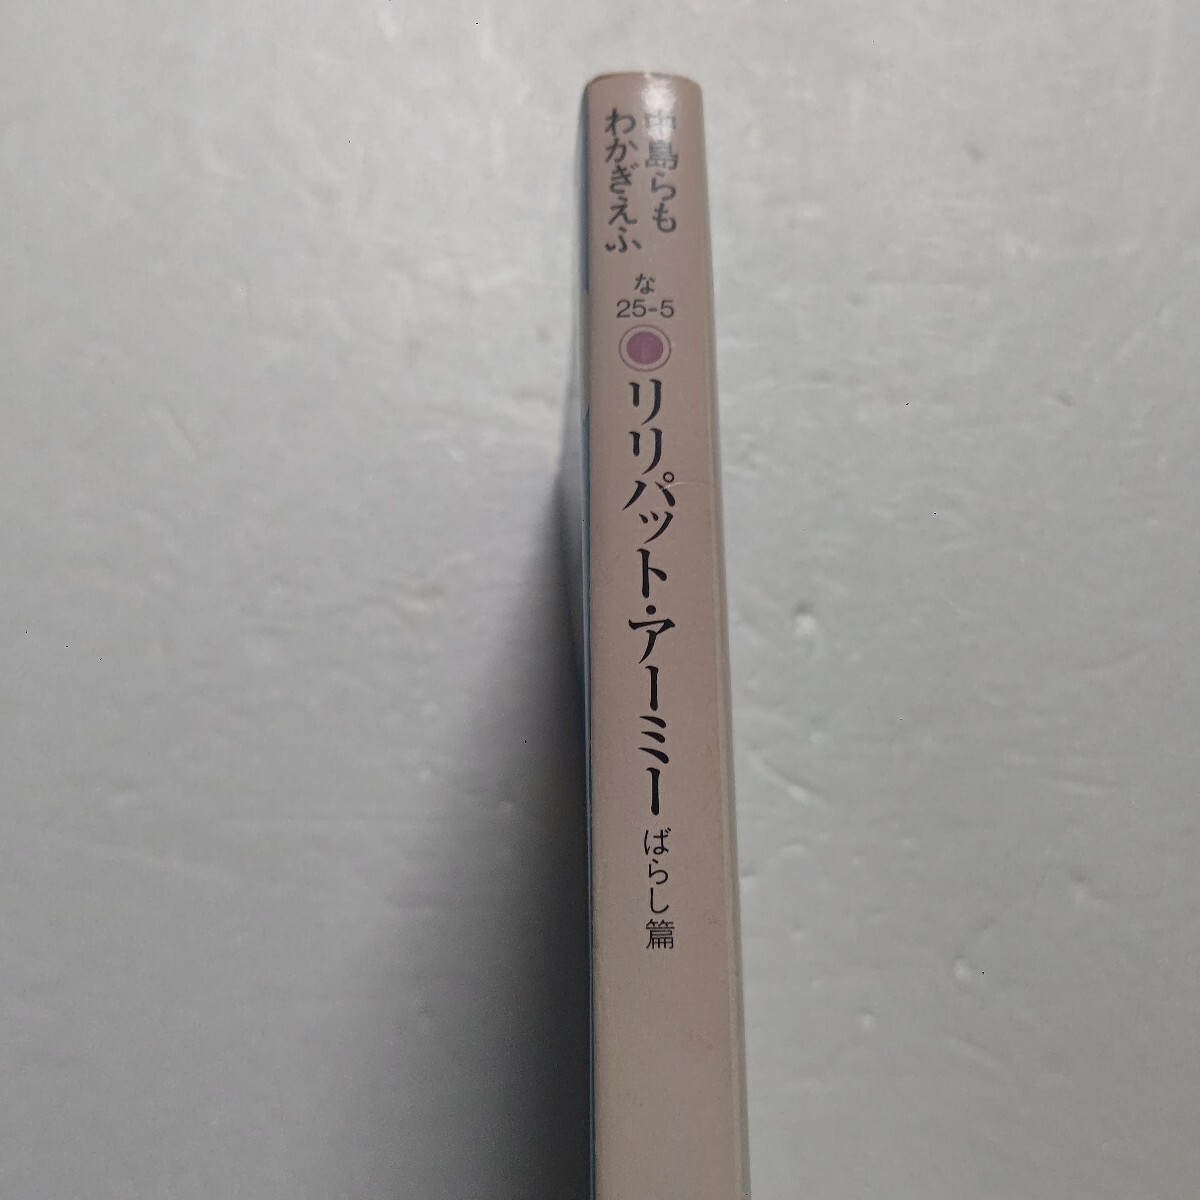 中島らも
わかぎえふ
な
25-5
リリパット・アーミー
ばらし篇